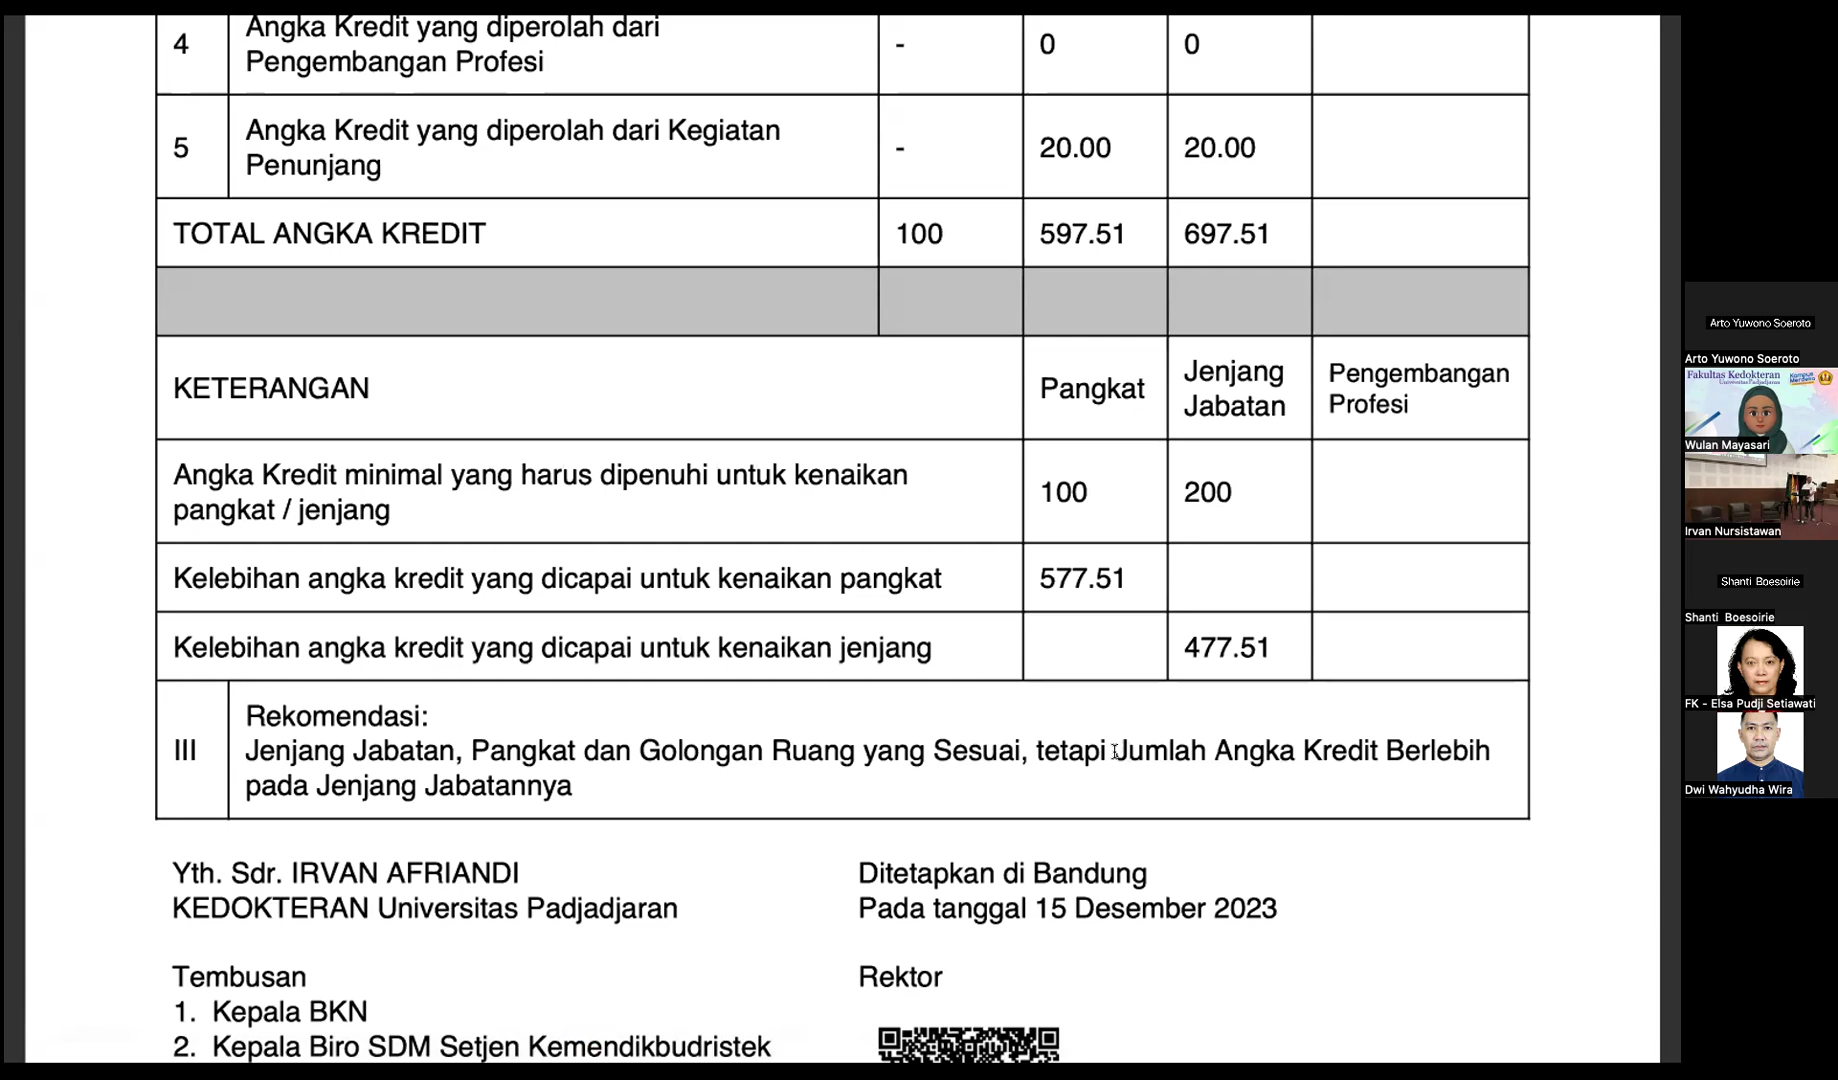 4
Angka Kredit yang diperolah dari
Pengembangan Profesi
-
0
0
5
Angka Kredit yang diperolah dari Kegiatan
Penunjang
-
20.00
20.00
TOTAL ANGKA KREDIT
100
597.51
697.51
KETERANGAN
Pangkat
Jenjang
Jabatan
Pengembangan
Profesi
Angka Kredit minimal yang harus dipenuhi untuk kenaikan
pangkat / jenjang
100
200
Kelebihan angka kredit yang dicapai untuk kenaikan pangkat
577.51
Kelebihan angka kredit yang dicapai untuk kenaikan jenjang
477.51
III
Rekomendasi:
Jenjang Jabatan, Pangkat dan Golongan Ruang yang Sesuai, tetapi Jumlah Angka Kredit Berlebih
pada Jenjang Jabatannya
Yth. Sdr. IRVAN AFRIANDI
KEDOKTERAN Universitas Padjadjaran
Ditetapkan di Bandung
Pada tanggal 15 Desember 2023
Tembusan
1. Kepala BKN
2. Kepala Biro SDM Setjen Kemendikbudristek
Rektor
Arto Yuwono Soeroto
Arto Yuwono Soeroto
Fakultas Kedokteran
Universitas Padjadjaran
Kampus
Merdeka
Wulan Mayasari
Irvan Nursistawan
Shanti Boesoirie
Shanti Boesoirie
FK - Elsa Pudji Setiawati
Dwi Wahyudha Wira